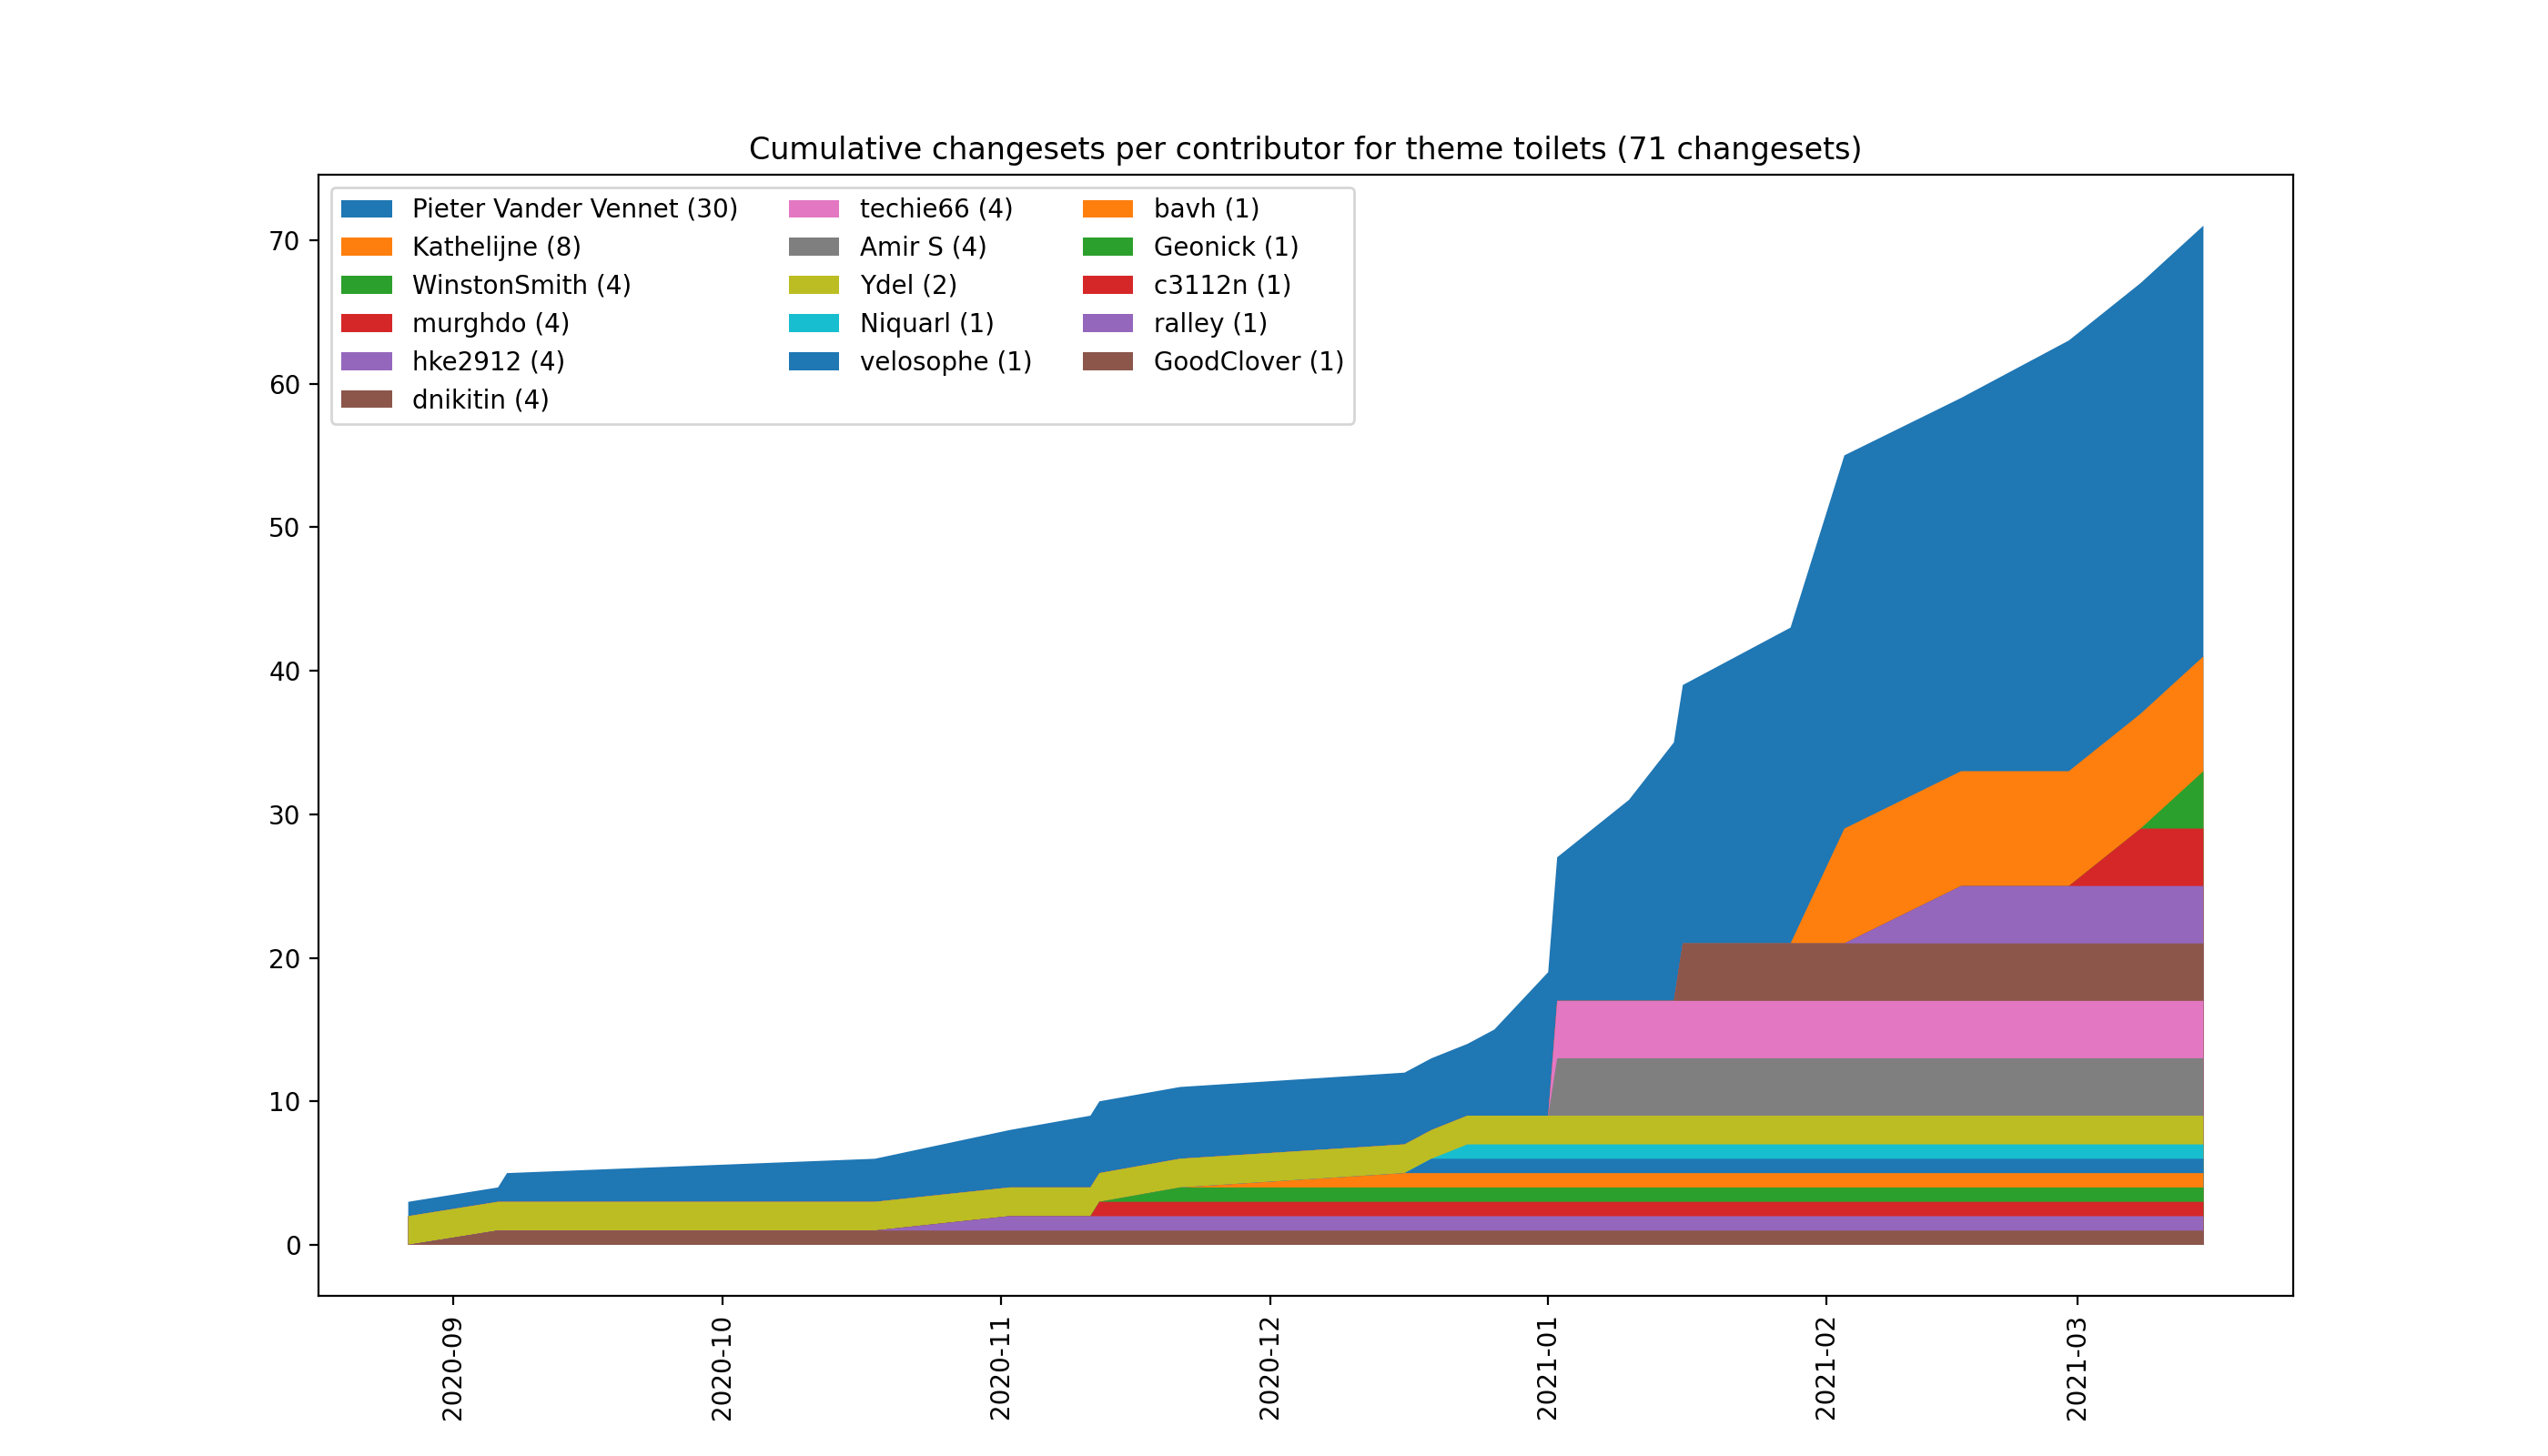 Cumulative changesets per contributor for theme toilets (71 changesets)
Pieter Vander Vennet (30)
Kathelijne (8)
WinstonSmith (4)
murghdo (4)
hke2912 (4)
dnikitin (4)
techie66 (4)
Amir S (4)
Ydel (2)
Niquarl (1)
velosophe (1)
bavh (1)
Geonick (1)
c3112n (1)
ralley (1)
GoodClover (1)
70
60
50
40
30
20
10
0
2020-09
2020-10
2020-11
2020-12
2021-01
2021-02
2021-03